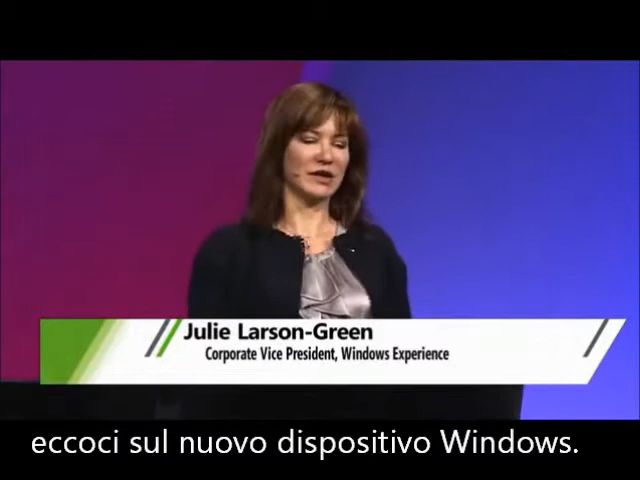 Julie Larson-Green
Corporate Vice President, Windows Experience
eccoci sul nuovo dispositivo Windows.